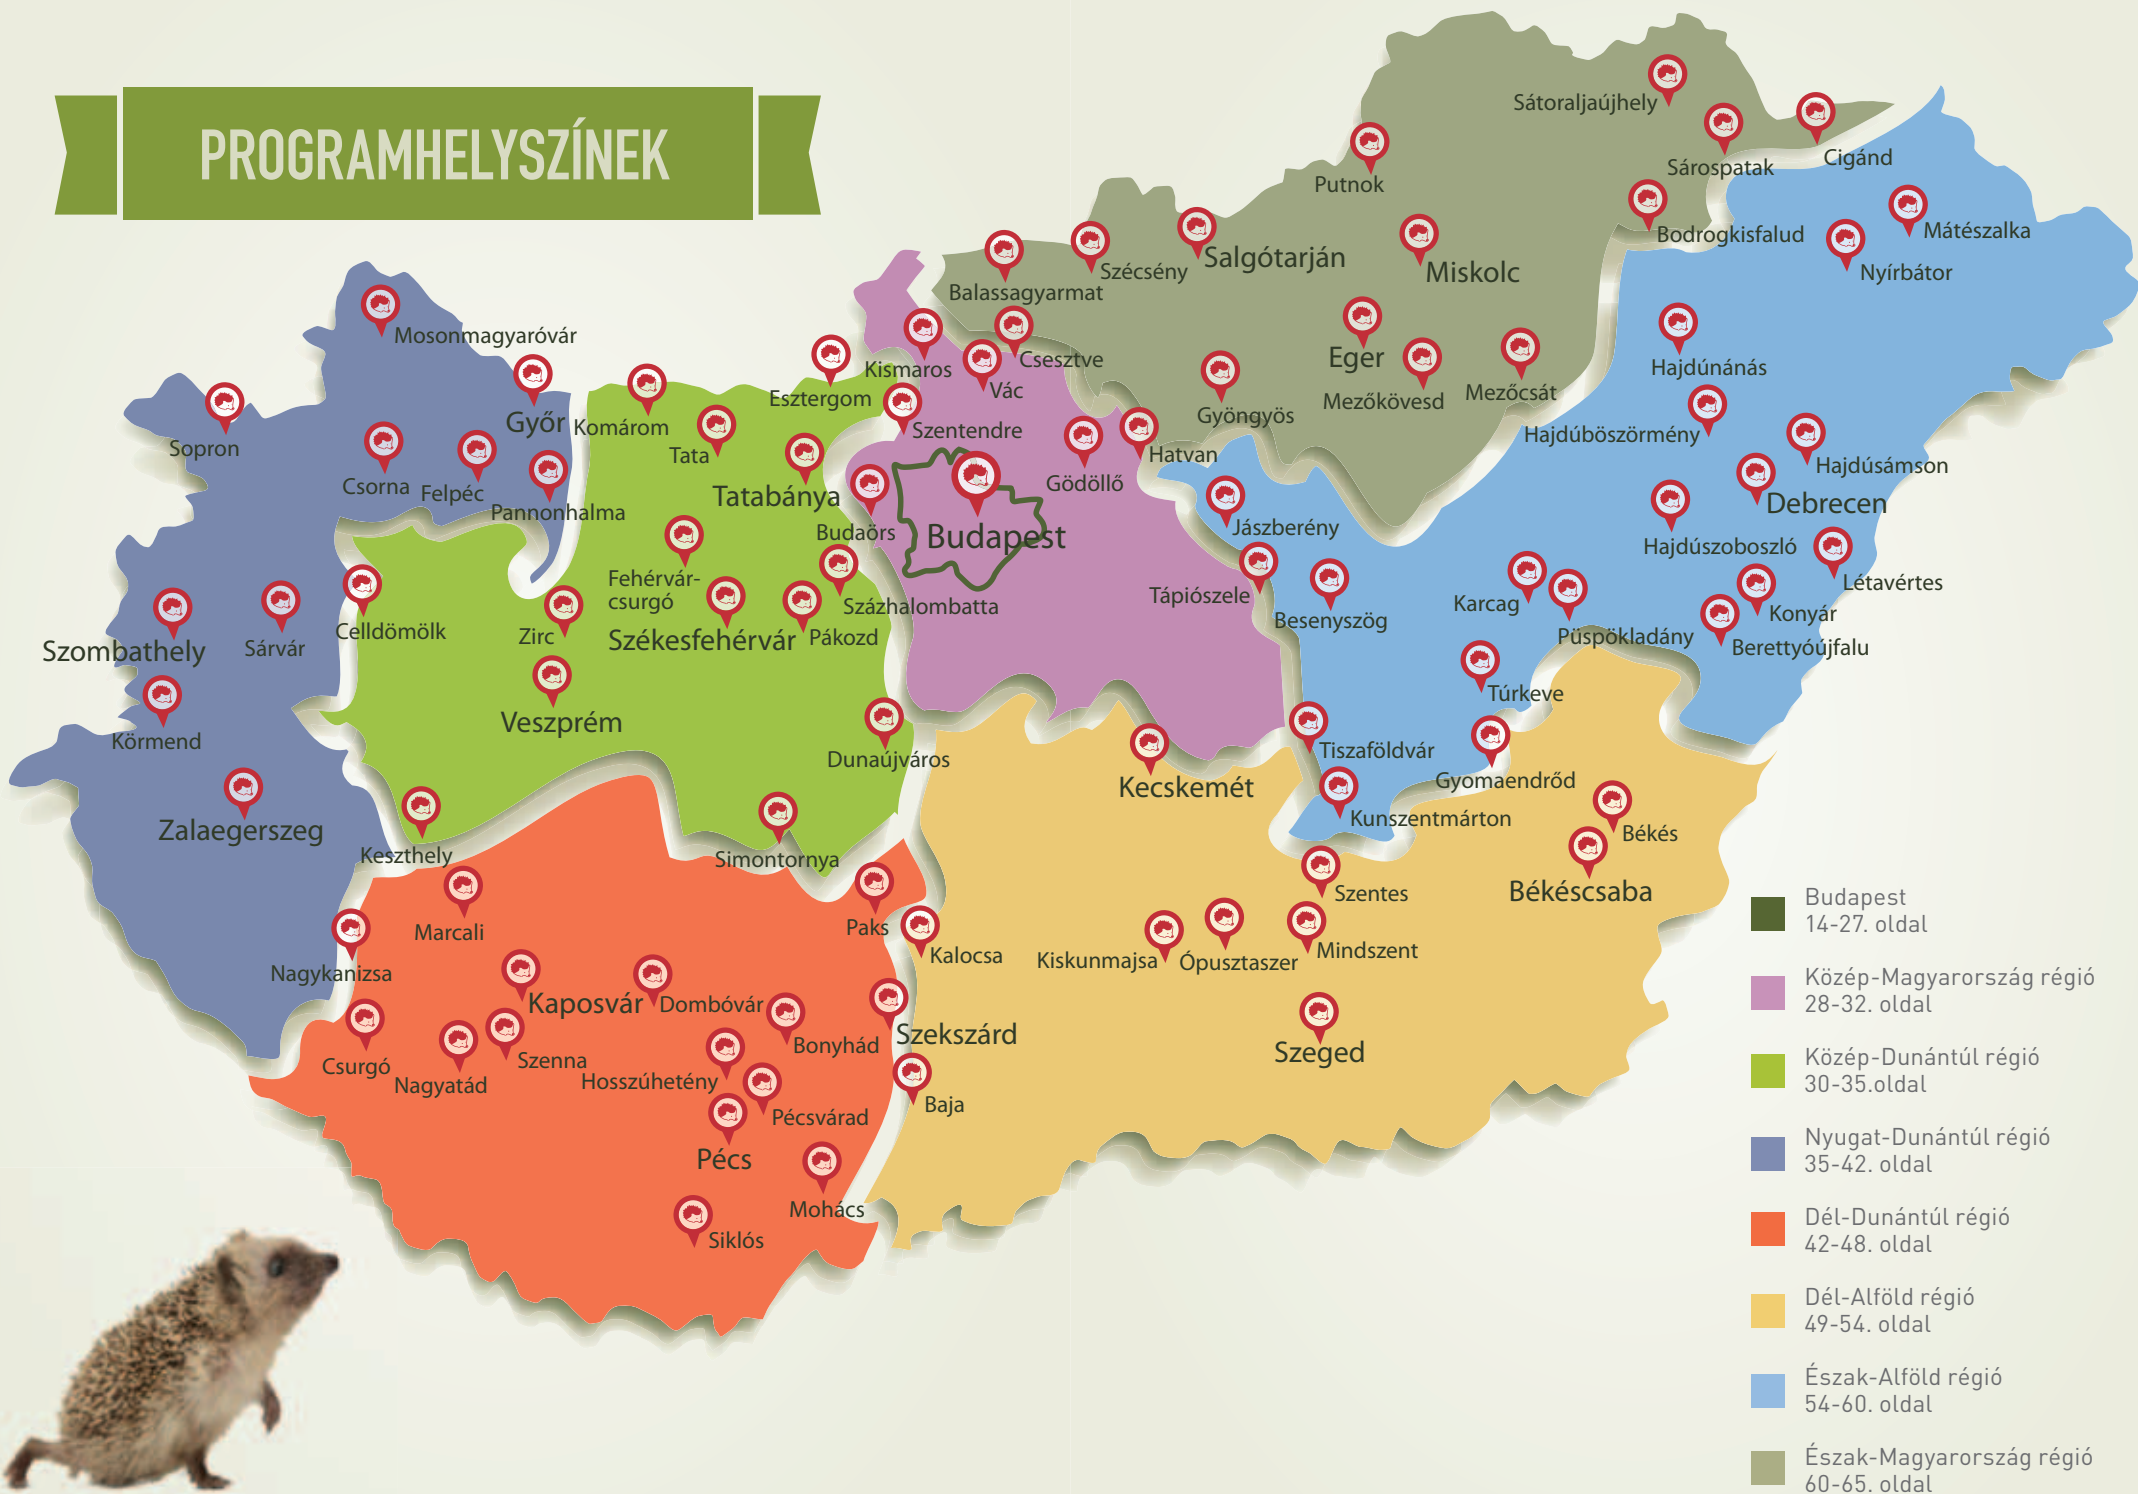 PROGRAMHELYSZÍNEK
Sátoraljaújhely
Sárospatak
Cigánd
Putnok
Bodrogkisfalud
Mátészalka
Nyírbátor
Szécsény
Salgótarján
Miskolc
Balassagyarmat
Mosonmagyaróvár
Csesztve
Kismaros
Vác
Eger
Mezőkövesd
Mezőcsát
Hajdúnánás
Esztergom
Gyöngyös
Győr
Komárom
Szentendre
Hajdúböszörmény
Sopron
Tata
Hatvan
Hajdúsámson
Csorna
Felpéc
Gödöllő
Tatabánya
Debrecen
Pannonhalma
Budaörs
Budapest
Jászberény
Hajdúszoboszló
Fehérvár-
csurgó
Létavértes
Tápiószele
Karcag
Százhalombatta
Besenyszög
Konyár
Celldömölk
Zirc
Székesfehérvár
Pákozd
Püspökladány
Berettyóújfalu
Szombathely
Sárvár
Túrkeve
Veszprém
Körmend
Dunaújváros
Tiszaföldvár
Gyomaendrőd
Kecskemét
Kunszentmárton
Zalaegerszeg
Békés
Keszthely
Simontornya
Békéscsaba
Szentes
Marcali
Paks
Kalocsa
Kiskunmajsa
Ópusztaszer
Mindszent
Nagykanizsa
Kaposvár
Dombóvár
Bonyhád
Szekszárd
Szeged
Csurgó
Nagyatád
Szenna
Hosszúhetény
Baja
Pécsvárad
Pécs
Mohács
Siklós
Budapest
14-27. oldal
Közép-Magyarország régió
28-32. oldal
Közép-Dunántúl régió
30-35.oldal
Nyugat-Dunántúl régió
35-42. oldal
Dél-Dunántúl régió
42-48. oldal
Dél-Alföld régió
49-54. oldal
Észak-Alföld régió
54-60. oldal
Észak-Magyarország régió
60-65. oldal